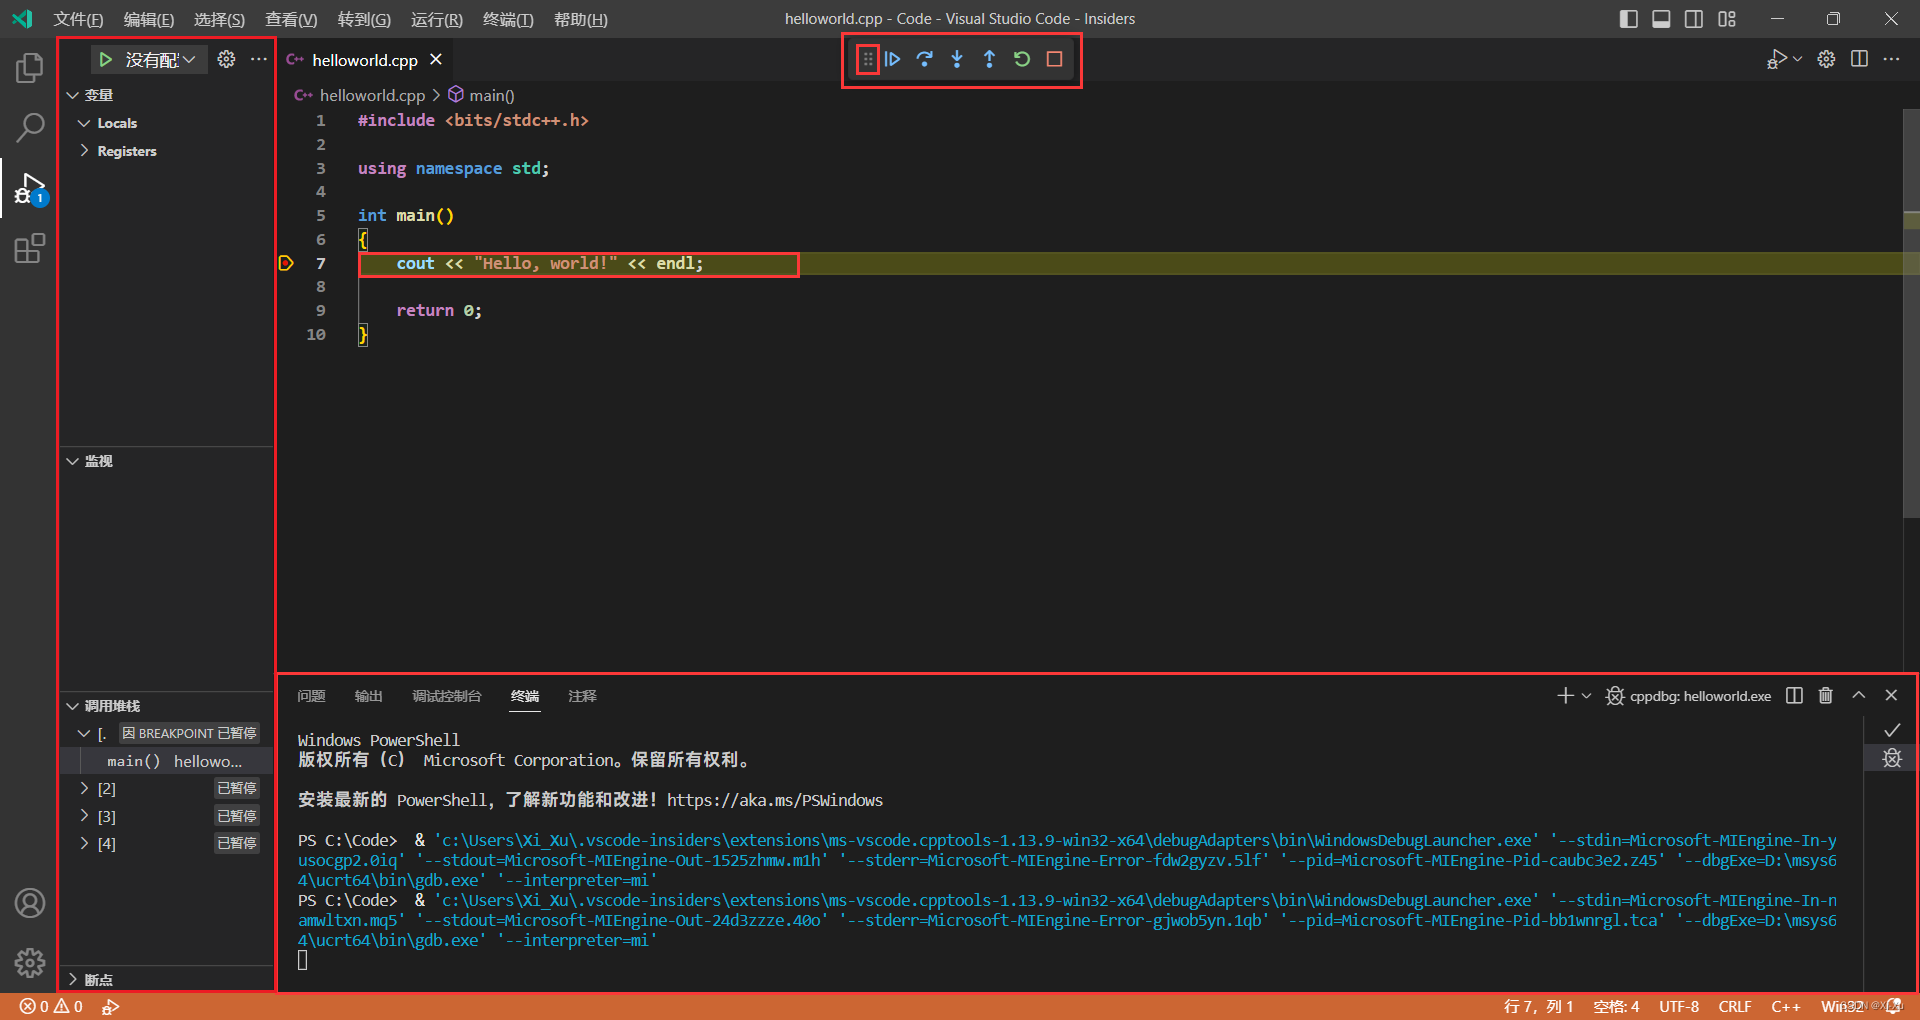 文件(F) 编辑(E) 选择(S) 查看(V) 转到(G) 运行(R) 终端(T) 帮助(H)
helloworld.cpp - Code - Visual Studio Code - Insiders
没有配
helloworld.cpp
变量
Locals
Registers
监视
调用堆栈
[. 因 BREAKPOINT 已暂停
main() hellowo...
[2] 已暂停
[3] 已暂停
[4] 已暂停
断点
1
helloworld.cpp > main()
1 #include <bits/stdc++.h>
2
3 using namespace std;
4
5 int main()
6 {
7 cout << "Hello, world!" << endl;
8
9 return 0;
10 }
问题 输出 调试控制台 终端 注释
cppdbg: helloworld.exe
Windows PowerShell
版权所有 (C) Microsoft Corporation。保留所有权利。
安装最新的 PowerShell，了解新功能和改进！https://aka.ms/PSWindows
PS C:\Code>  & 'c:\Users\Xi_Xu\.vscode-insiders\extensions\ms-vscode.cpptools-1.13.9-win32-x64\debugAdapters\bin\WindowsDebugLauncher.exe' '--stdin=Microsoft-MIEngine-In-y
usocgp2.0iq' '--stdout=Microsoft-MIEngine-Out-1525zhmw.m1h' '--stderr=Microsoft-MIEngine-Error-fdw2gyzv.5lf' '--pid=Microsoft-MIEngine-Pid-caubc3e2.z45' '--dbgExe=D:\msys6
4\ucrt64\bin\gdb.exe' '--interpreter=mi'
PS C:\Code>  & 'c:\Users\Xi_Xu\.vscode-insiders\extensions\ms-vscode.cpptools-1.13.9-win32-x64\debugAdapters\bin\WindowsDebugLauncher.exe' '--stdin=Microsoft-MIEngine-In-n
amwltxn.mq5' '--stdout=Microsoft-MIEngine-Out-24d3zzze.40o' '--stderr=Microsoft-MIEngine-Error-gjwob5yn.1qb' '--pid=Microsoft-MIEngine-Pid-bb1wnrgl.tca' '--dbgExe=D:\msys6
4\ucrt64\bin\gdb.exe' '--interpreter=mi'
0 0
行 7，列 1 空格: 4 UTF-8 CRLF C++ Win32